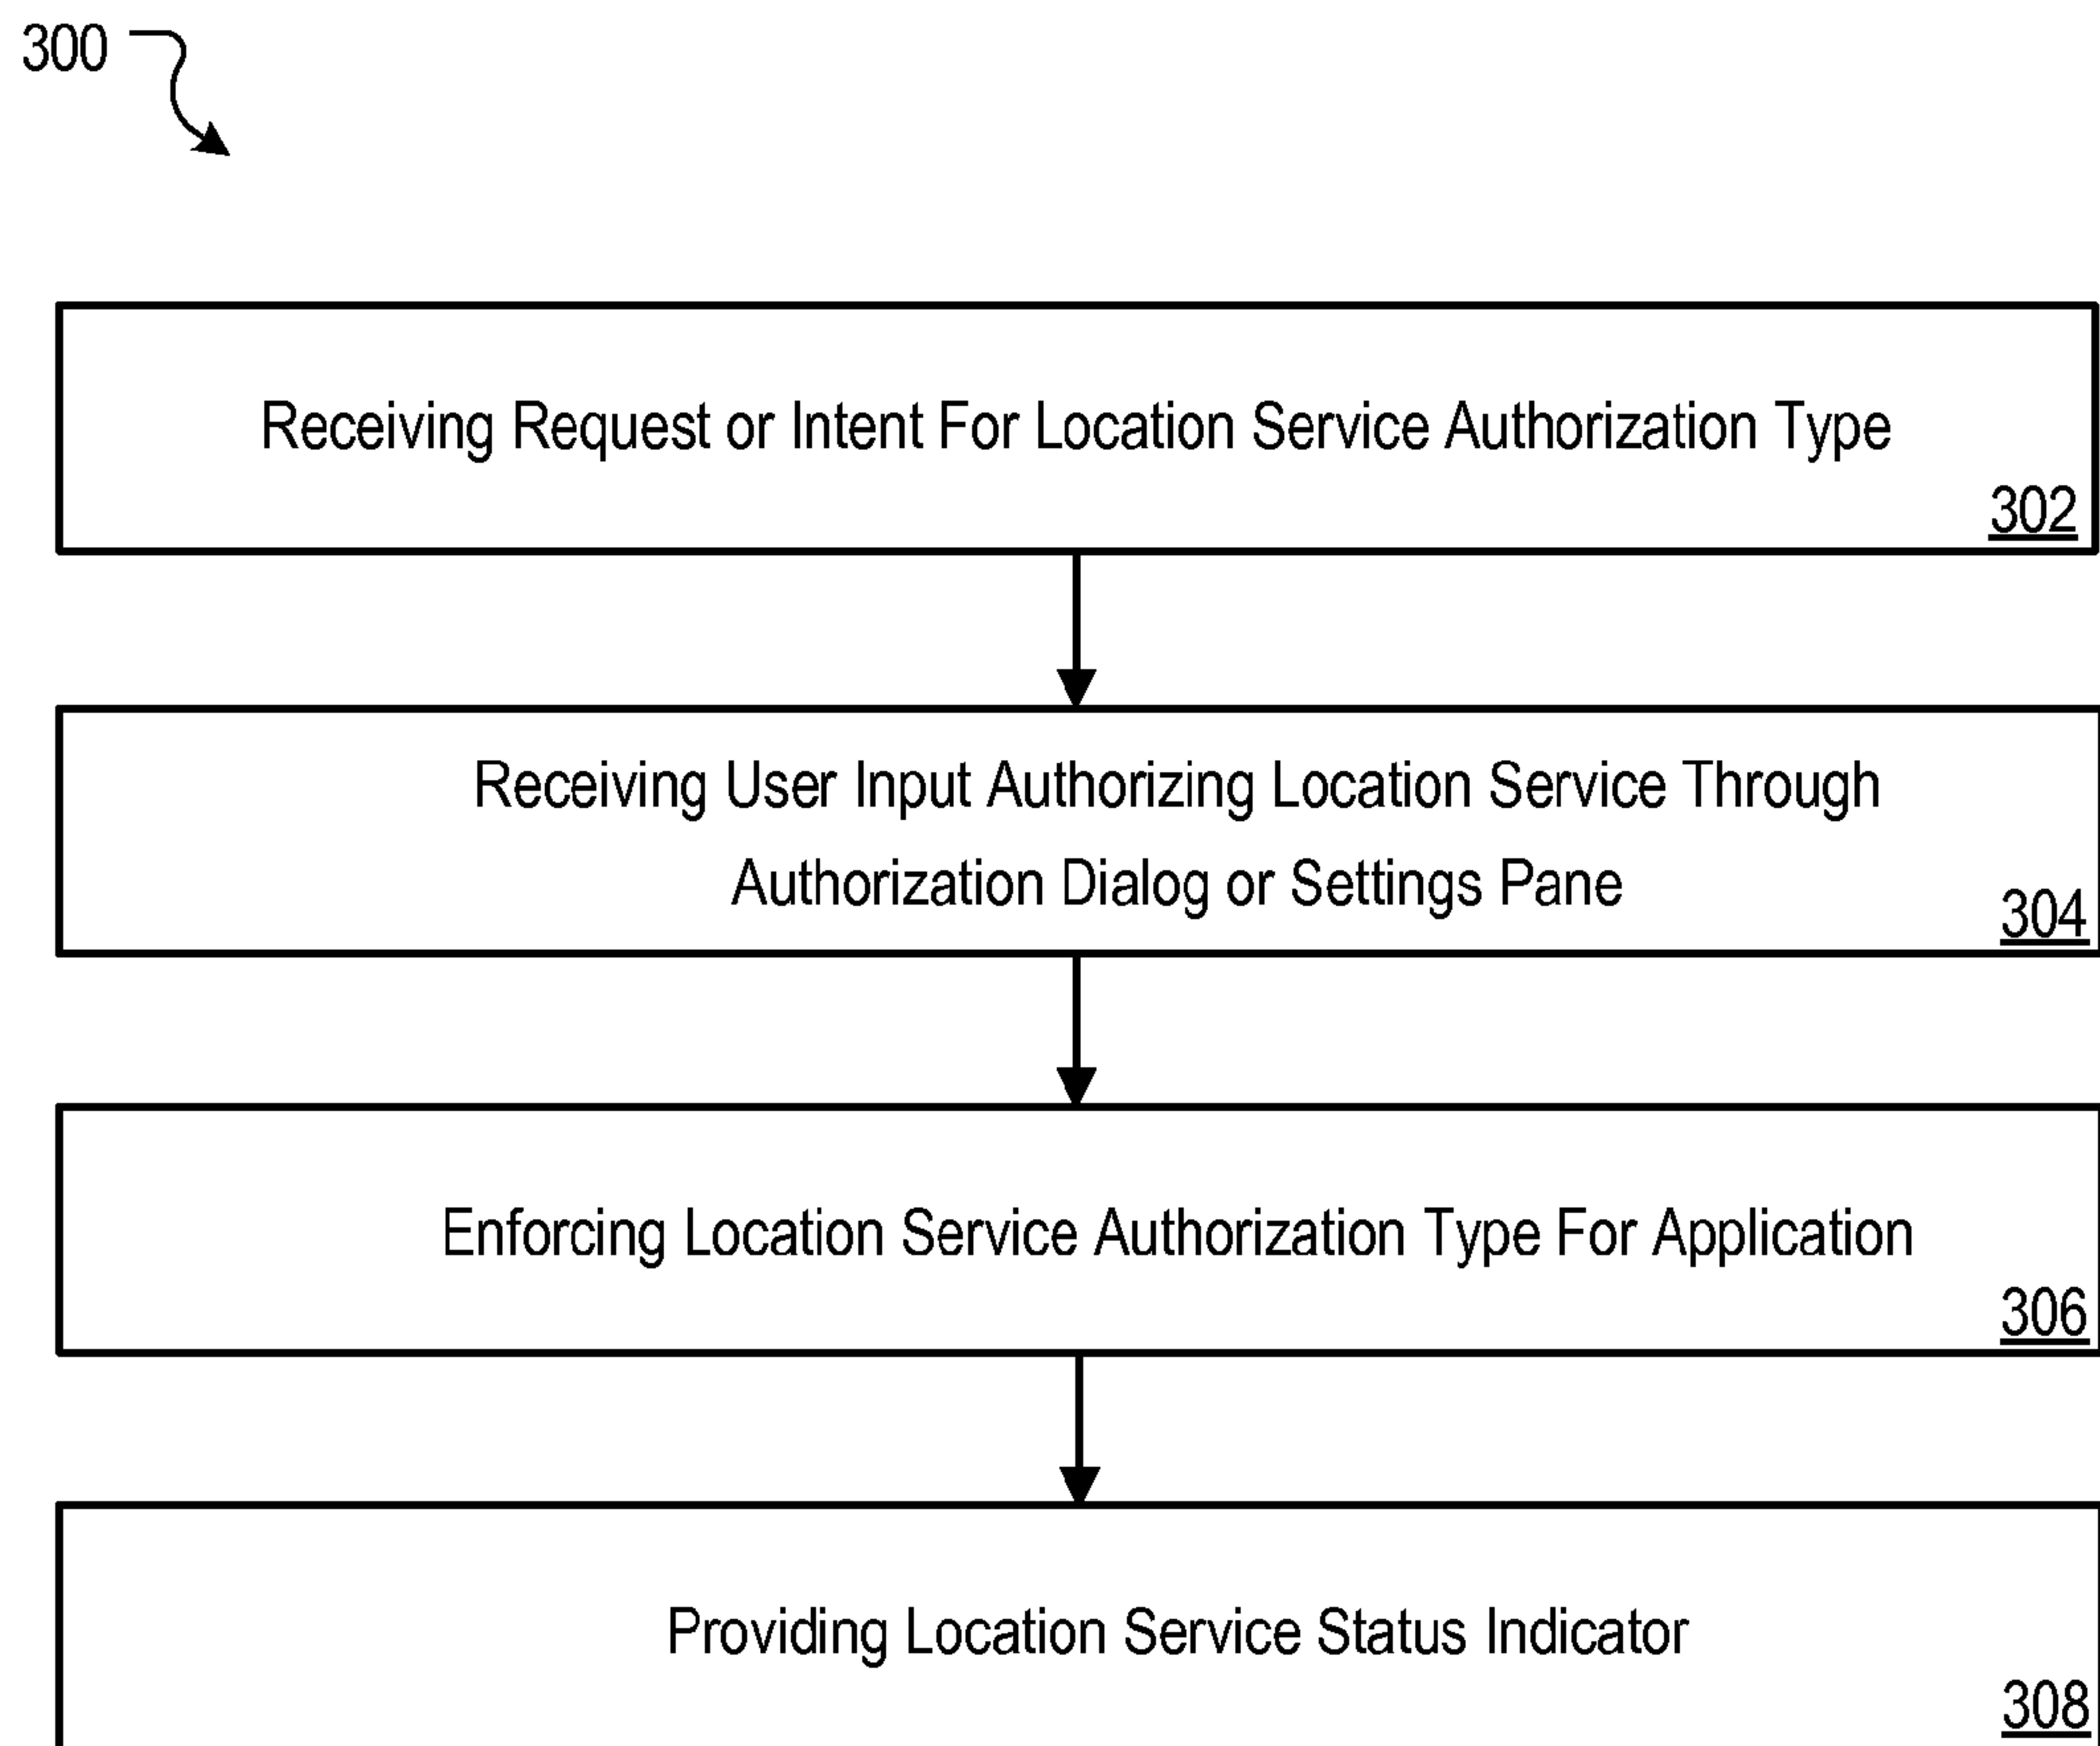 300
Receiving Request or Intent For Location Service Authorization Type
302
Receiving User Input Authorizing Location Service Through
Authorization Dialog or Settings Pane
304
Enforcing Location Service Authorization Type For Application
306
Providing Location Service Status Indicator
308